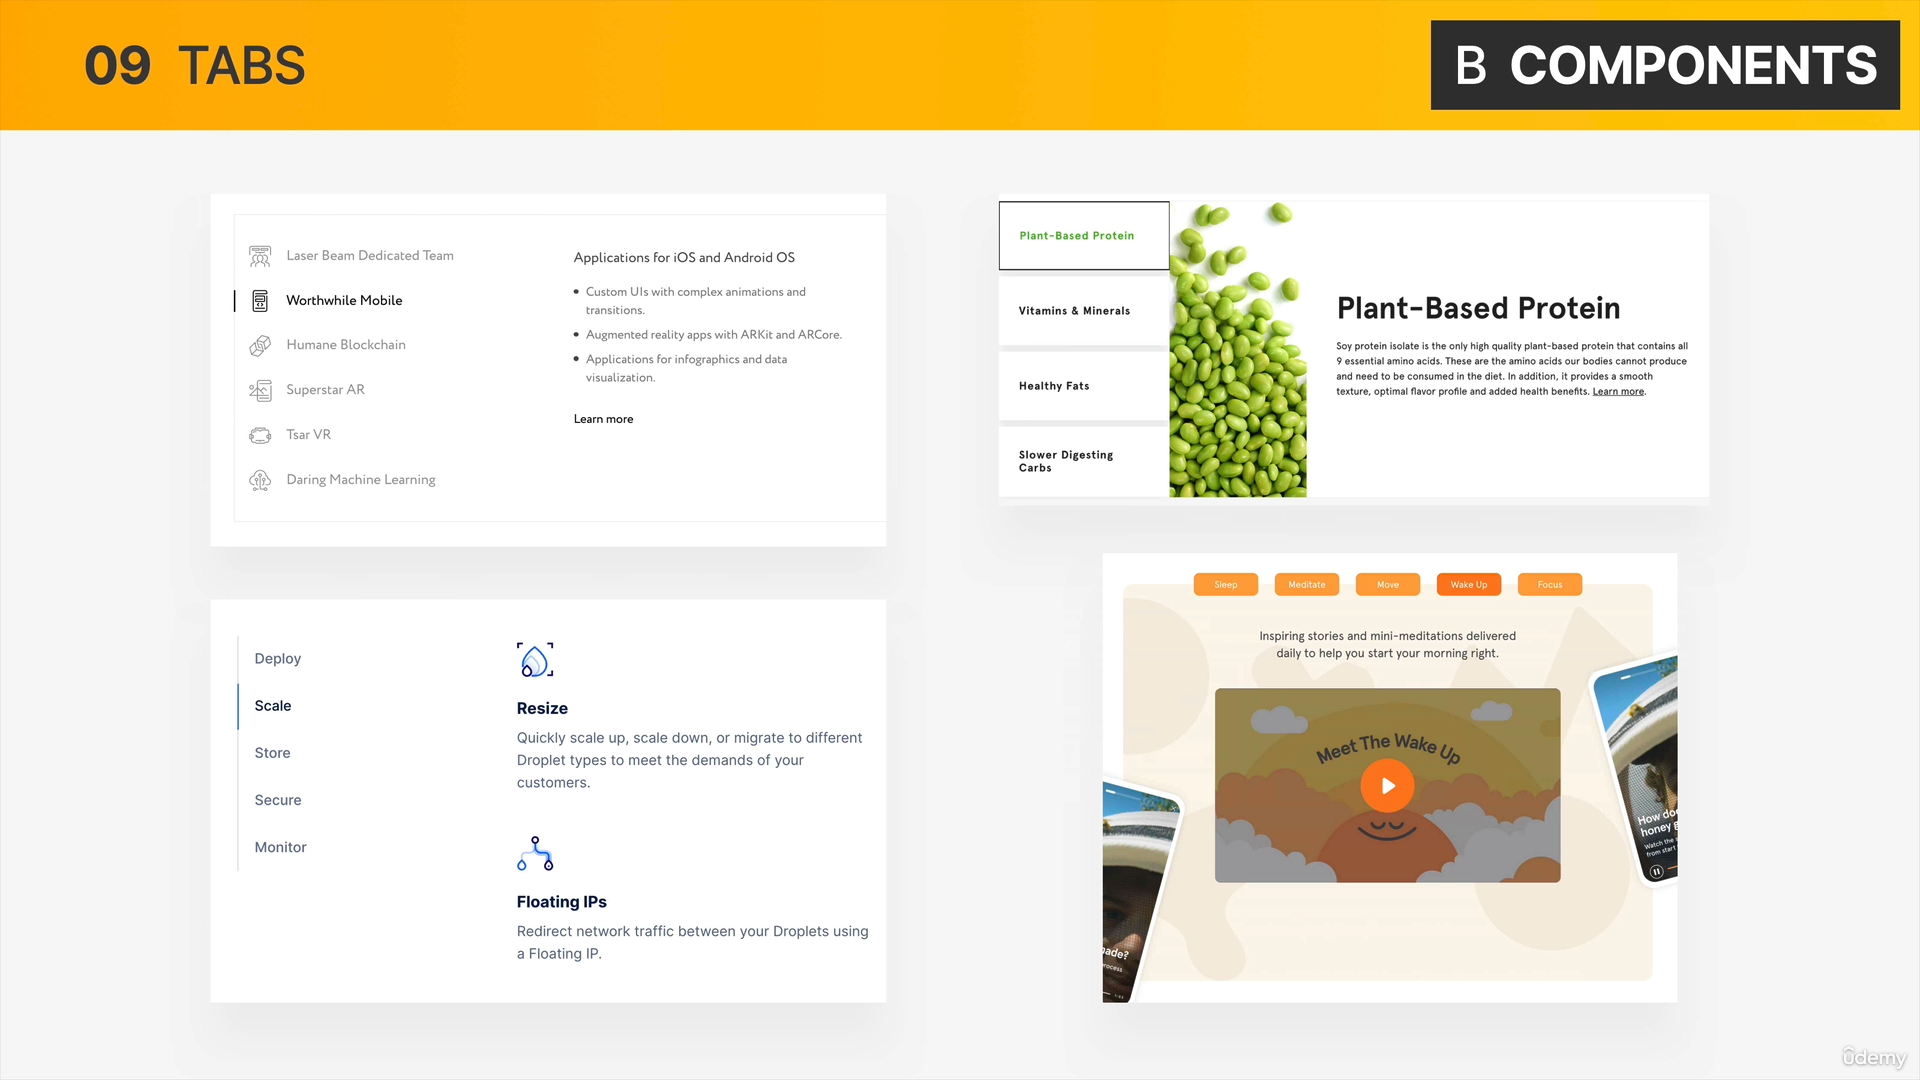 09 TABS
B COMPONENTS
Laser Beam Dedicated Team
Worthwhile Mobile
Humane Blockchain
Superstar AR
Tsar VR
Daring Machine Learning
Applications for iOS and Android OS
• Custom UIs with complex animations and
transitions.
• Augmented reality apps with ARKit and ARCore.
• Applications for infographics and data
visualization.
Learn more
Plant-Based Protein
Vitamins & Minerals
Healthy Fats
Slower Digesting
Carbs
Plant-Based Protein
Soy protein isolate is the only high quality plant-based protein that contains all
9 essential amino acids. These are the amino acids our bodies cannot produce
and need to be consumed in the diet. In addition, it provides a smooth
texture, optimal flavor profile and added health benefits. Learn more.
Deploy
Scale
Store
Secure
Monitor
Resize
Quickly scale up, scale down, or migrate to different
Droplet types to meet the demands of your
customers.
Floating IPs
Redirect network traffic between your Droplets using
a Floating IP.
Sleep
Meditate
Move
Wake Up
Focus
Inspiring stories and mini-meditations delivered
daily to help you start your morning right.
Meet The Wake Up
How
honey
Watch the
from start
ade?
rocess
ûdemy